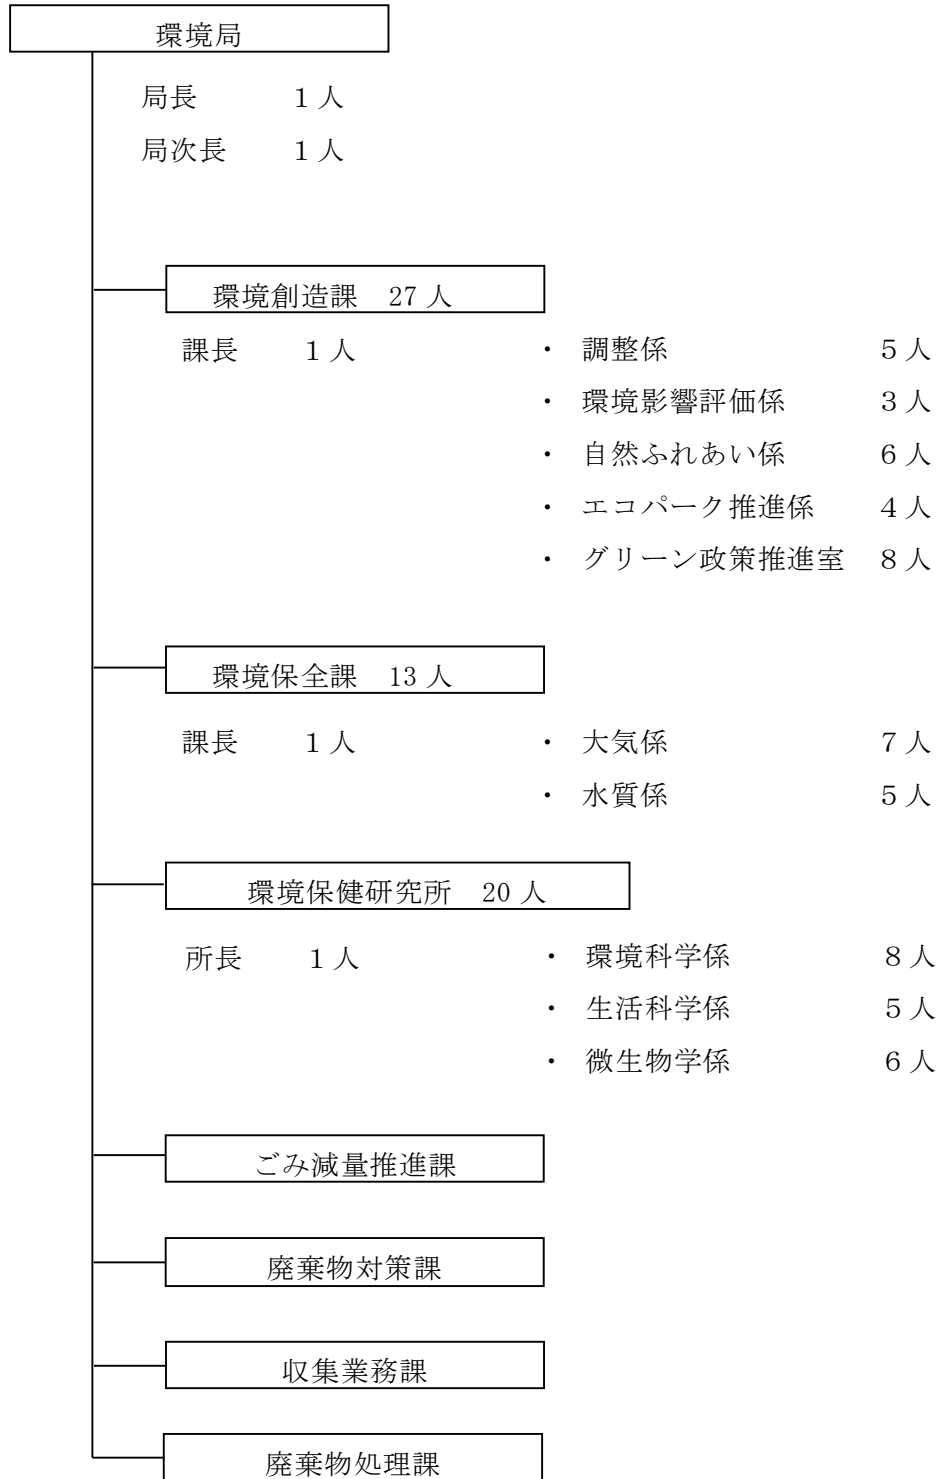 環境局
局長　１人
局次長　１人
環境創造課　27人
課長　１人　・ 調整係　５人
・ 環境影響評価係　３人
・ 自然ふれあい係　６人
・ エコパーク推進係　４人
・ グリーン政策推進室　８人
環境保全課　13人
課長　１人　・ 大気係　７人
・ 水質係　５人
環境保健研究所　20人
所長　１人　・ 環境科学係　８人
・ 生活科学係　５人
・ 微生物学係　６人
ごみ減量推進課
廃棄物対策課
収集業務課
廃棄物処理課